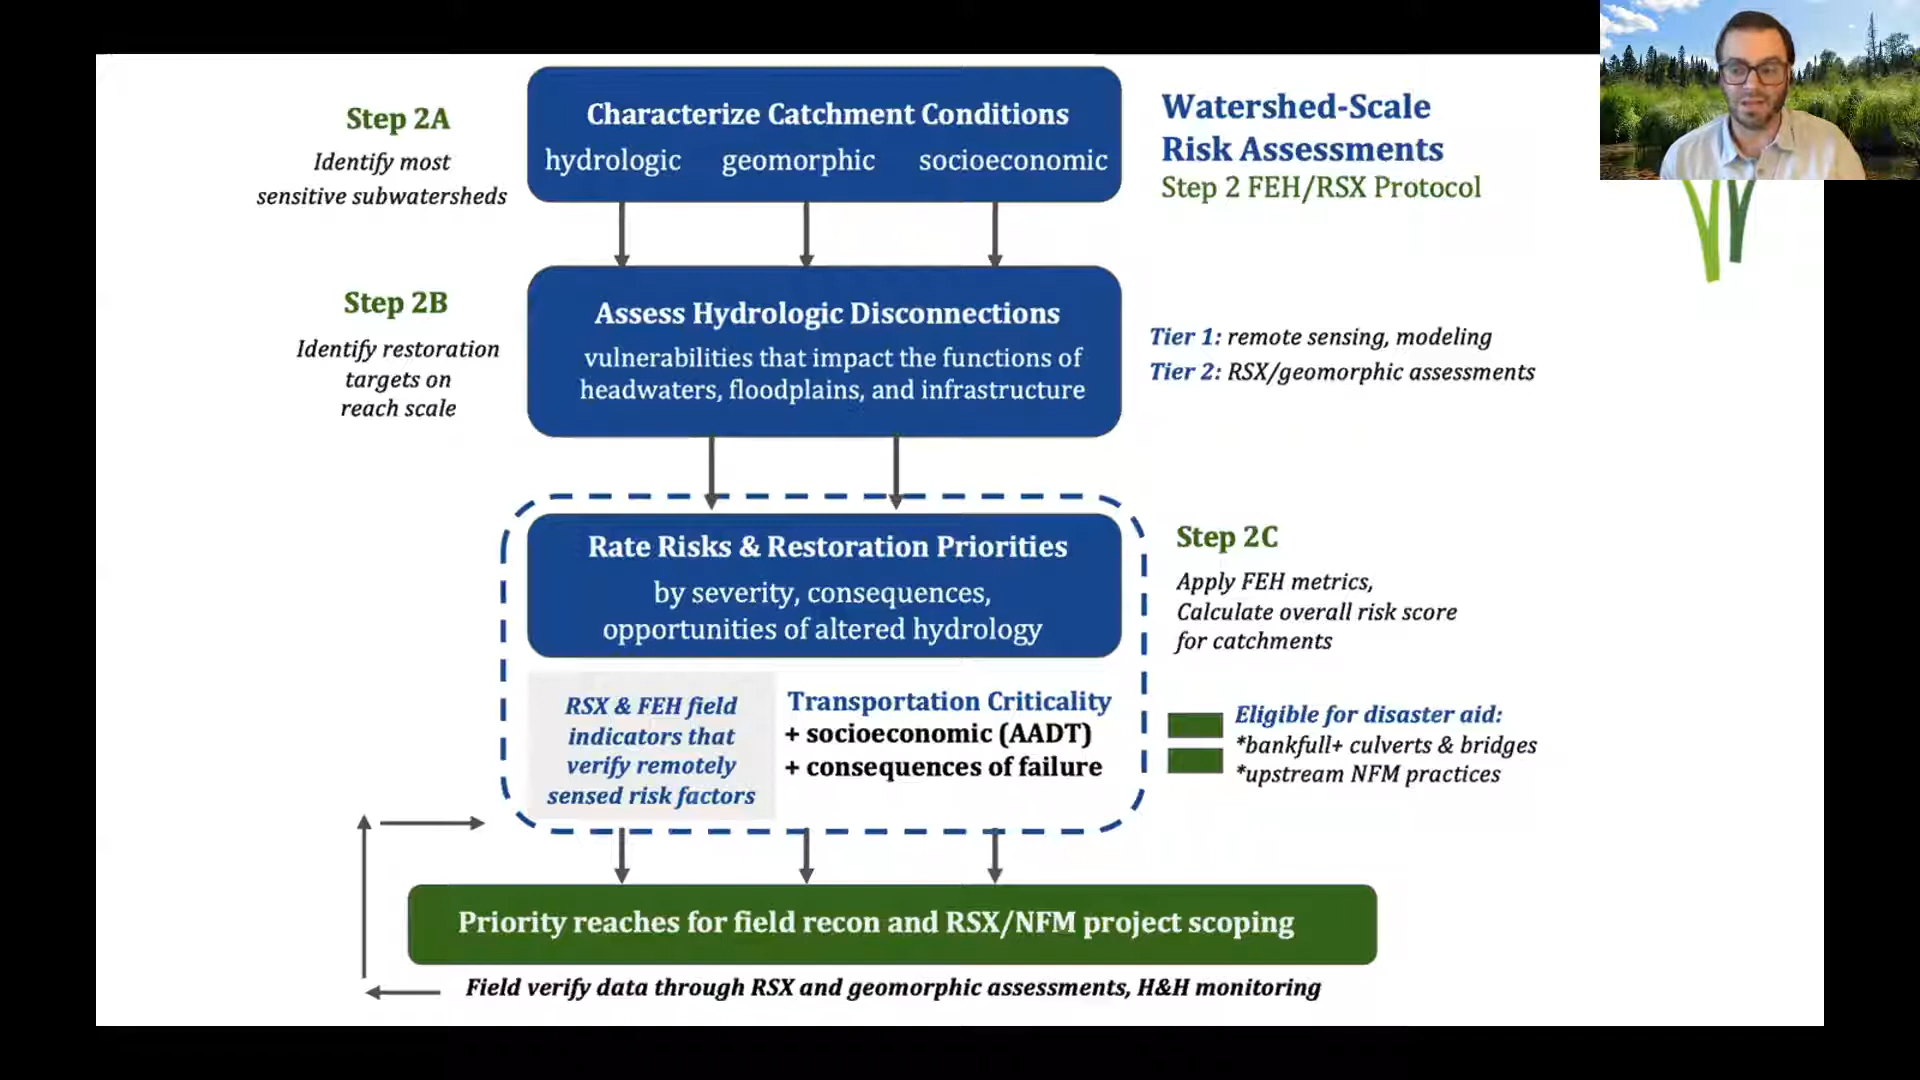 Step 2A
Identify most
sensitive subwatersheds
Characterize Catchment Conditions
hydrologic geomorphic socioeconomic
Watershed-Scale
Risk Assessments
Step 2 FEH/RSX Protocol
Step 2B
Identify restoration
targets on
reach scale
Assess Hydrologic Disconnections
vulnerabilities that impact the functions of
headwaters, floodplains, and infrastructure
Tier 1: remote sensing, modeling
Tier 2: RSX/geomorphic assessments
Rate Risks & Restoration Priorities
by severity, consequences,
opportunities of altered hydrology
Step 2C
Apply FEH metrics,
Calculate overall risk score
for catchments
RSX & FEH field
indicators that
verify remotely
sensed risk factors
Transportation Criticality
+ socioeconomic (AADT)
+ consequences of failure
Eligible for disaster aid:
*bankfull+ culverts & bridges
*upstream NFM practices
Priority reaches for field recon and RSX/NFM project scoping
Field verify data through RSX and geomorphic assessments, H&H monitoring